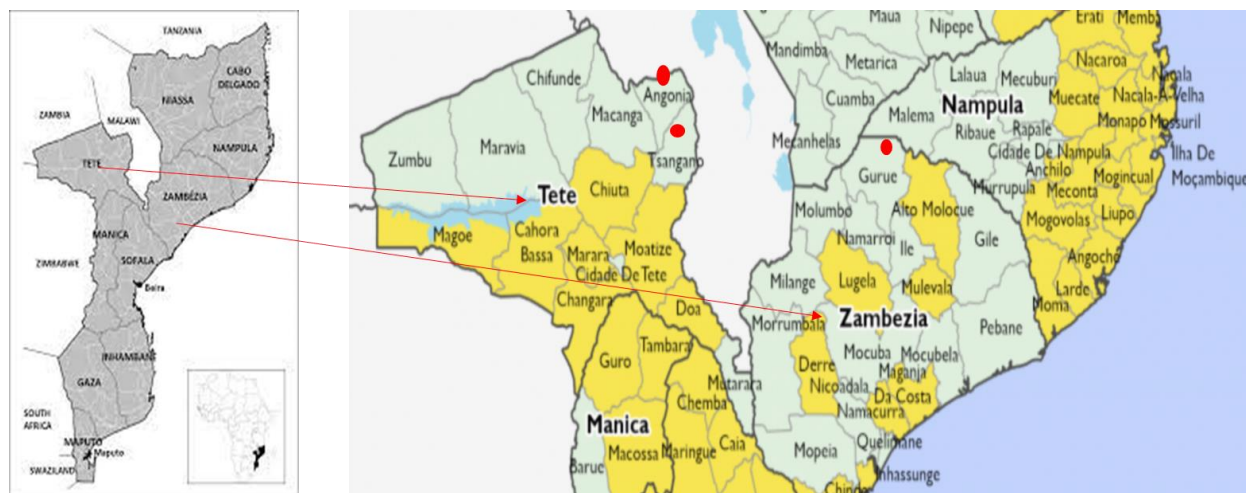 TANZANIA
CABO
DELGADO
NIASSA
ZAMBIA
MALAWI
NAMPULA
TETE
ZAMBÉZIA
MANICA
SOFALA
ZIMBABWE
Beira
INHAMBANE
GAZA
SOUTH
AFRICA
MAPUTO
Maputo
SWAZILAND
Maua
Nipepe
Erati
Memba
Mandimba
Metarica
Nacaroa
Chifunde
Lalaua
Mecuburi
Nacala
Angonia
Cuamba
Nampula
Muecate
Nacala-A-Velha
Macanga
Malema
Monapo
Mossuril
Ribaue
Rapale
Maravia
Mecanhelas
Cidade De Nampula
Ilha De
Moçambique
Zumbu
Tsangano
Anchilo
Gurue
Murrupula
Meconta
Mogincual
Tete
Chiuta
Molumbo
Alto Molocue
Mogovolas
Liupo
Magoe
Cahora
Bassa
Namarroi
Ile
Gile
Marara
Moatize
Angoche
Cidade De Tete
Milange
Lugela
Mulevala
Larde
Changara
Doa
Moma
Morrumbala
Zambezia
Pebane
Tambara
Guro
Derre
Mocuba
Mocubela
Maganja
Da Costa
Mutarara
Nicoadala
Chemba
Namacurra
Manica
Mopeia
Quelimane
Inhassunge
Barue
Macossa
Maringue
Caia